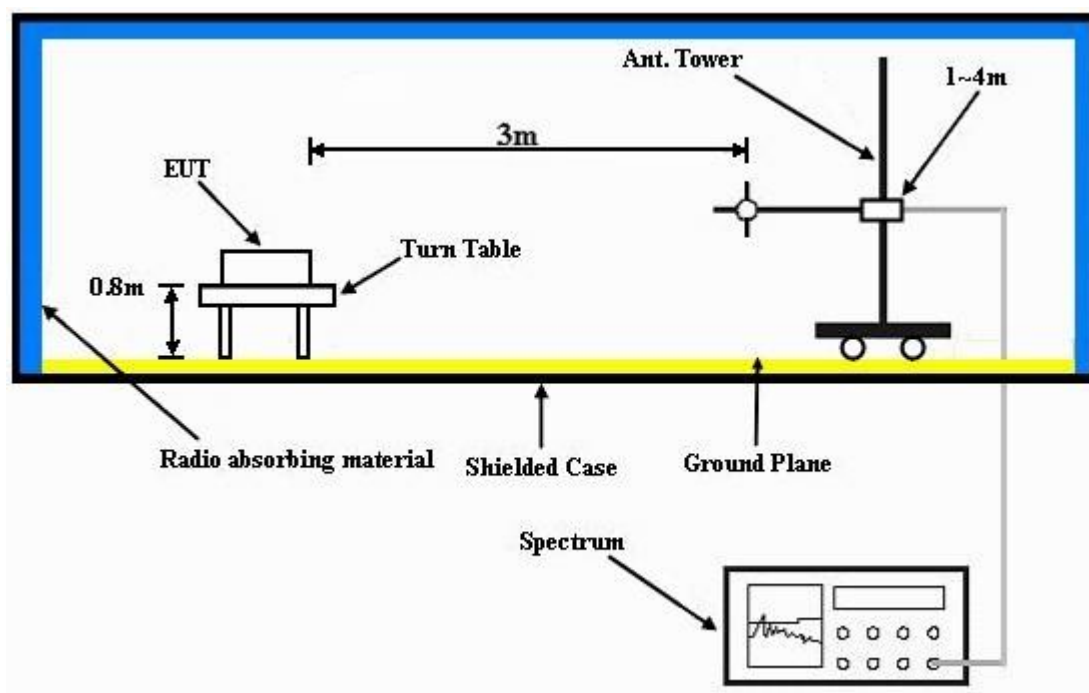 Ant. Tower
1~4m
3m
EUT
Turn Table
0.8m
Radio absorbing material
Shielded Case
Ground Plane
Spectrum